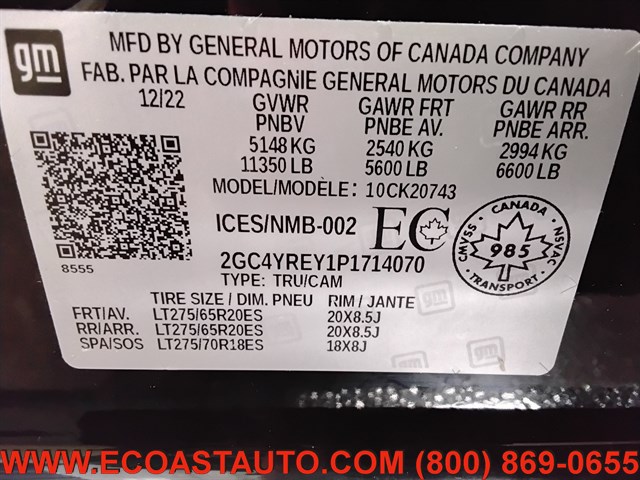 gm
MFD BY GENERAL MOTORS OF CANADA COMPANY
FAB. PAR LA COMPAGNIE GENERAL MOTORS DU CANADA
12/22 GVWR GAWR FRT GAWR RR
PNBV PNBE AV. PNBE ARR.
5148 KG 2540 KG 2994 KG
11350 LB 5600 LB 6600 LB
MODEL/MODÈLE: 10CK20743
ICES/NMB-002 EC
CANADA
CMVSS 985 NSVAC
TRANSPORT
8555 2GC4YREY1P1714070
TYPE: TRU/CAM
TIRE SIZE / DIM. PNEU RIM / JANTE
FRT/AV. LT275/65R20ES 20X8.5J
RR/ARR. LT275/65R20ES 20X8.5J
SPA/SOS LT275/70R18ES 18X8J
WWW.ECOASTAUTO.COM (800) 869-0655